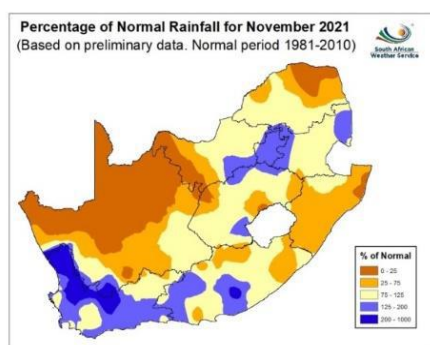 Percentage of Normal Rainfall for November 2021
(Based on preliminary data. Normal period 1981-2010)
South African
Weather Service
% of Normal
0 - 25
25 - 75
75 - 125
125 - 200
200 - 1000